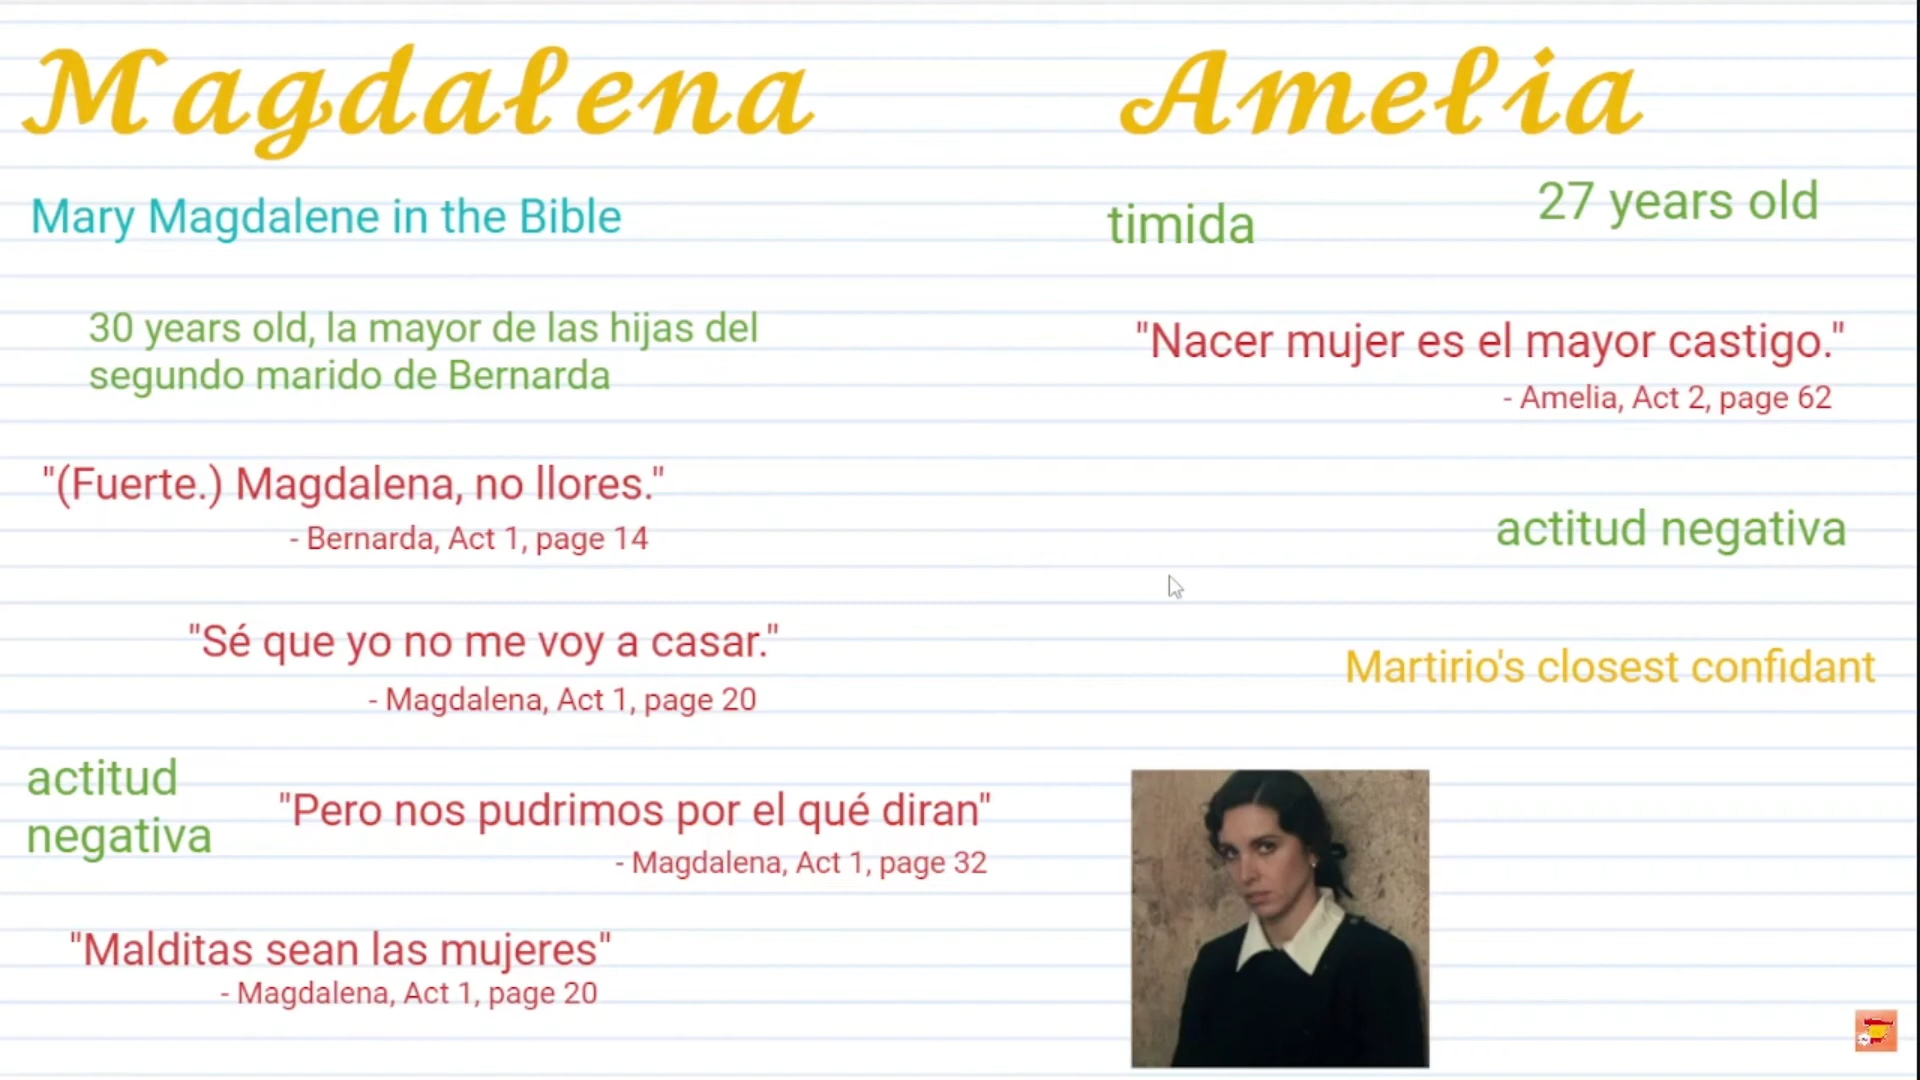 Magdalena
Mary Magdalene in the Bible
30 years old, la mayor de las hijas del
segundo marido de Bernarda
"(Fuerte.) Magdalena, no llores."
- Bernarda, Act 1, page 14
"Sé que yo no me voy a casar."
- Magdalena, Act 1, page 20
actitud
negativa
"Pero nos pudrimos por el qué diran"
- Magdalena, Act 1, page 32
"Malditas sean las mujeres"
- Magdalena, Act 1, page 20
Amelia
timida
27 years old
"Nacer mujer es el mayor castigo."
- Amelia, Act 2, page 62
actitud negativa
Martirio's closest confidant